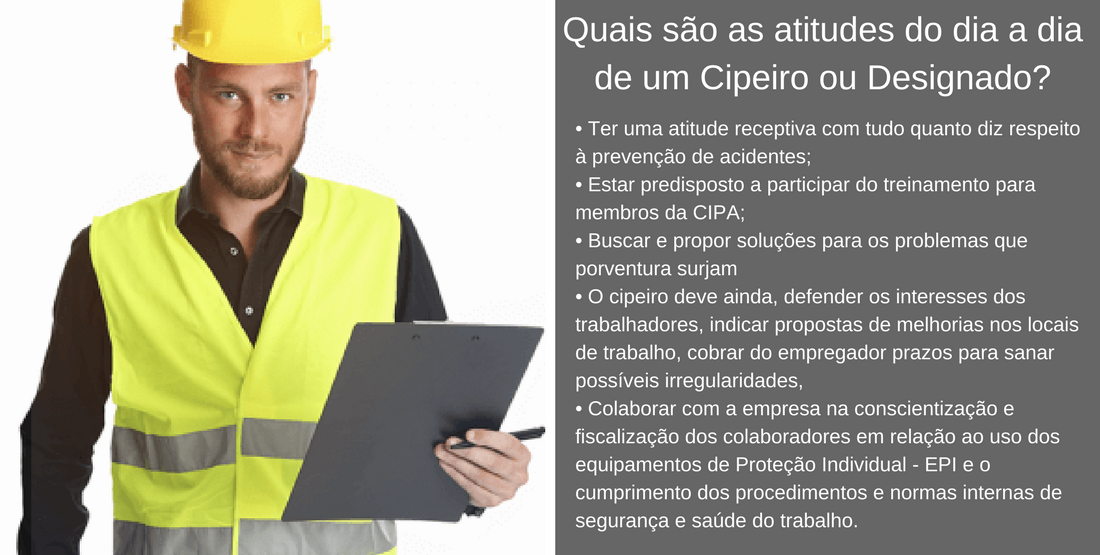 Quais são as atitudes do dia a dia
de um Cipeiro ou Designado?
• Ter uma atitude receptiva com tudo quanto diz respeito
à prevenção de acidentes;
• Estar predisposto a participar do treinamento para
membros da CIPA;
• Buscar e propor soluções para os problemas que
porventura surjam
• O cipeiro deve ainda, defender os interesses dos
trabalhadores, indicar propostas de melhorias nos locais
de trabalho, cobrar do empregador prazos para sanar
possíveis irregularidades,
• Colaborar com a empresa na conscientização e
fiscalização dos colaboradores em relação ao uso dos
equipamentos de Proteção Individual - EPI e o
cumprimento dos procedimentos e normas internas de
segurança e saúde do trabalho.